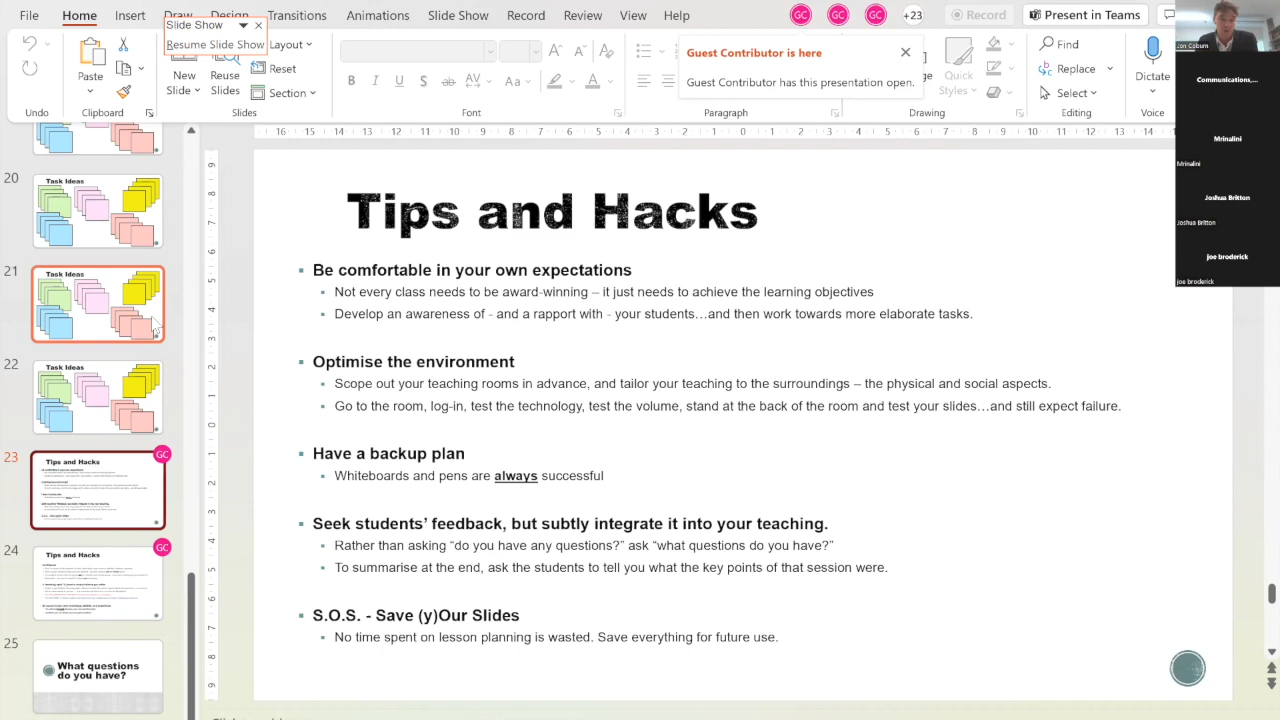 File
Home
Insert
Draw
Design
Transitions
Animations
Slide Show
Record
Review
View
Help
+23
Record
Present in Teams
Slide Show
Resume Slide Show
Paste
New Slide
Reuse Slides
Layout
Reset
Section
Undo
Clipboard
Slides
Font
Paragraph
Drawing
Editing
Voice
Quick Styles
Find
Replace
Select
Dictate
Guest Contributor is here
Guest Contributor has this presentation open.
Jon Coburn
Communications,...
Mrinalini
Mrinalini
Joshua Britton
Joshua Britton
joe broderick
joe broderick
20
Task Ideas
21
Task Ideas
22
Task Ideas
23
Tips and Hacks
GC
24
Tips and Hacks
GC
25
What questions
do you have?
Tips and Hacks
Be comfortable in your own expectations
Not every class needs to be award-winning – it just needs to achieve the learning objectives
Develop an awareness of - and a rapport with - your students…and then work towards more elaborate tasks.
Optimise the environment
Scope out your teaching rooms in advance, and tailor your teaching to the surroundings – the physical and social aspects.
Go to the room, log-in, test the technology, test the volume, stand at the back of the room and test your slides…and still expect failure.
Have a backup plan
Whiteboards and pens are always successful
Seek students’ feedback, but subtly integrate it into your teaching.
Rather than asking “do you have any questions?” ask “what questions do you have?”
To summarise at the end, ask the students to tell you what the key points of that session were.
S.O.S. - Save (y)Our Slides
No time spent on lesson planning is wasted. Save everything for future use.